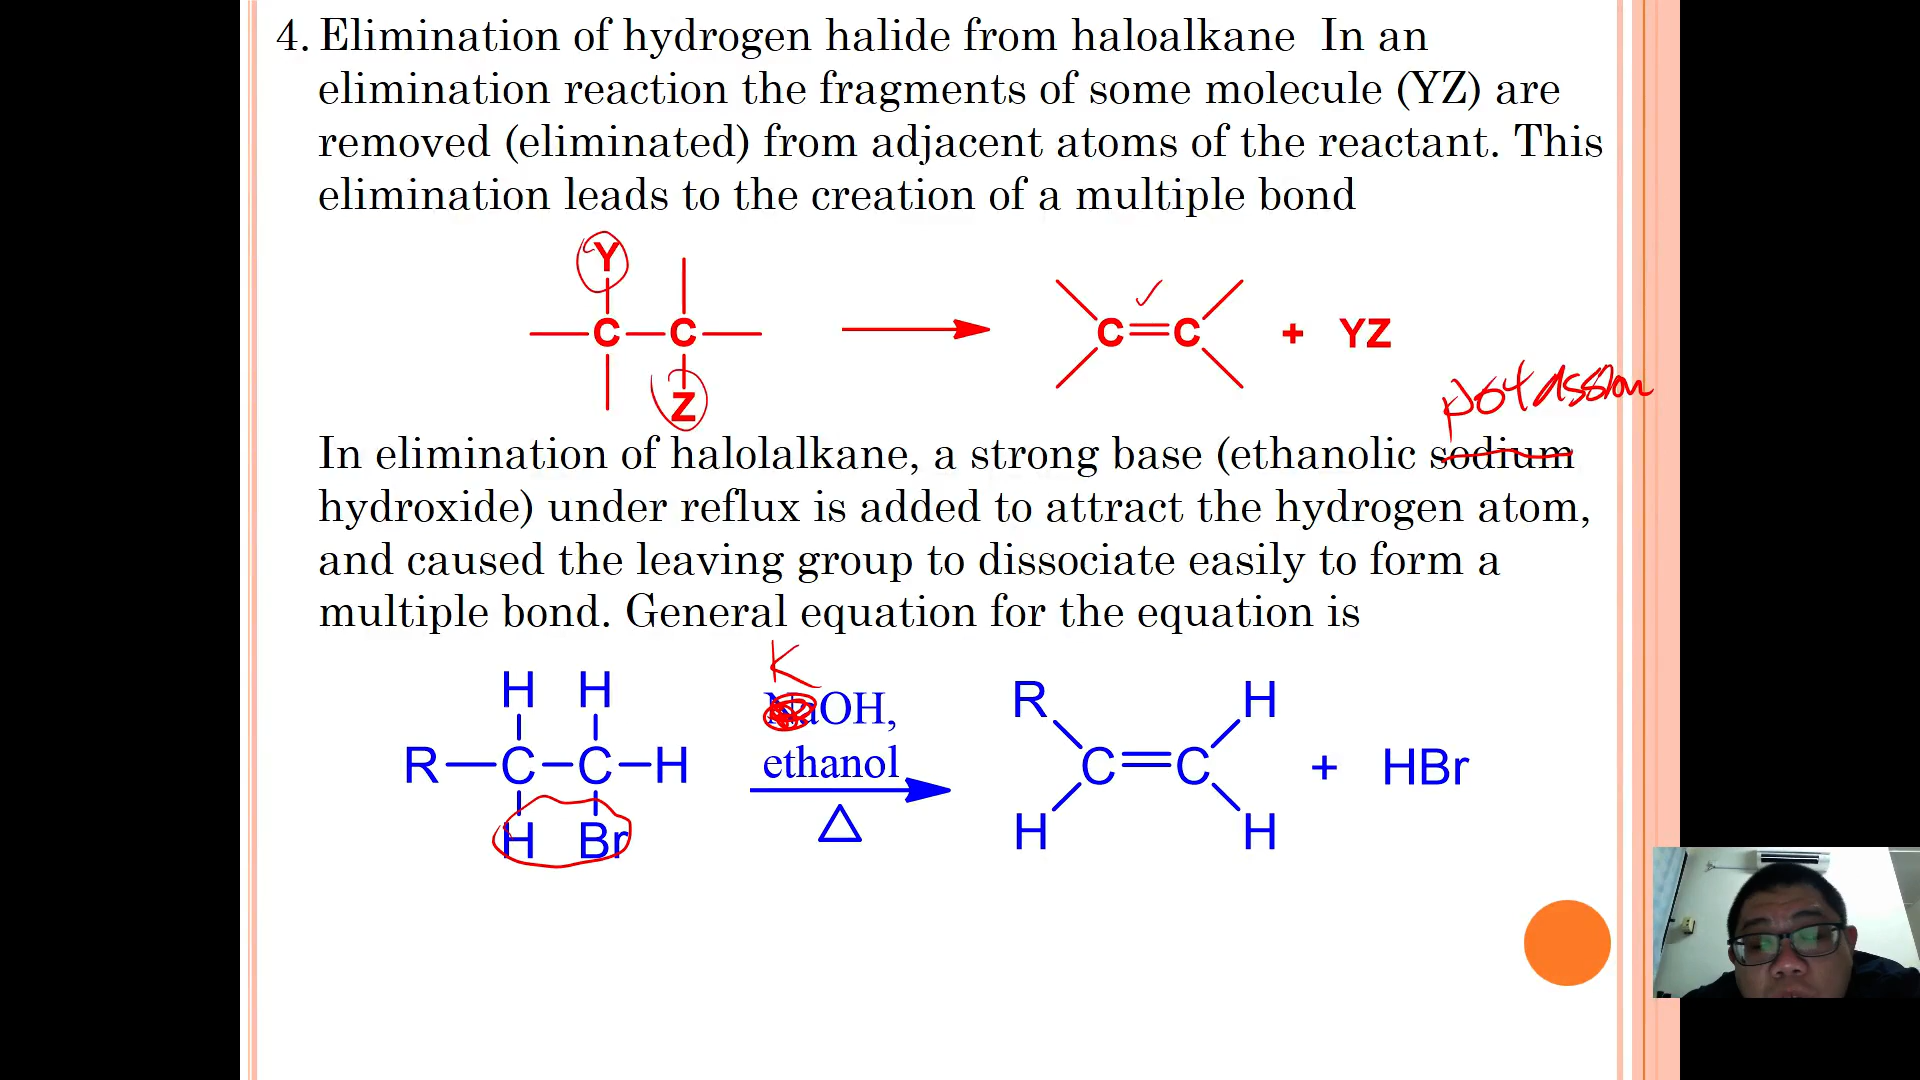 4. Elimination of hydrogen halide from haloalkane In an
elimination reaction the fragments of some molecule (YZ) are
removed (eliminated) from adjacent atoms of the reactant. This
elimination leads to the creation of a multiple bond
Y
C C
Z
C C + YZ
potassium
In elimination of halolalkane, a strong base (ethanolic sodium
hydroxide) under reflux is added to attract the hydrogen atom,
and caused the leaving group to dissociate easily to form a
multiple bond. General equation for the equation is
H H
R C C H
H Br
K
NaOH,
ethanol
△
R H
C C + HBr
H H